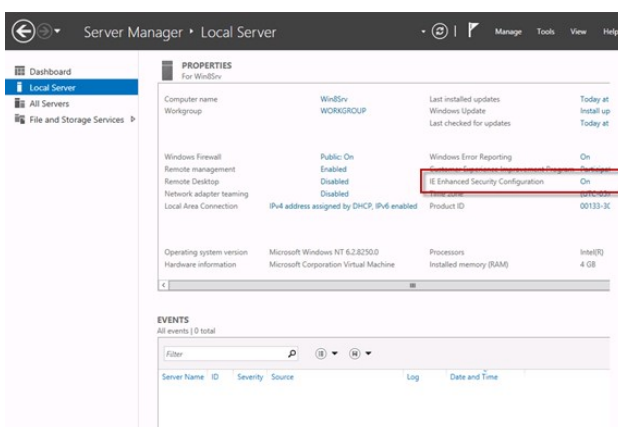 Server Manager • Local Server
Manage Tools View Help
Dashboard
Local Server
All Servers
File and Storage Services
PROPERTIES
For Win8Srv
Computer name Win8Srv Last installed updates Today at
Workgroup WORKGROUP Windows Update Install up
Last checked for updates Today at
Windows Firewall Public: On Windows Error Reporting On
Remote management Enabled Customer Experience Improvement Program
Remote Desktop Disabled IE Enhanced Security Configuration On
Network adapter teaming Disabled Time zone
Local Area Connection IPv4 address assigned by DHCP, IPv6 enabled Product ID 00133-30
Operating system version Microsoft Windows NT 6.2.8250.0 Processors Intel(R)
Hardware information Microsoft Corporation Virtual Machine Installed memory (RAM) 4 GB
EVENTS
All events | 0 total
Filter
Server Name ID Severity Source Log Date and Time